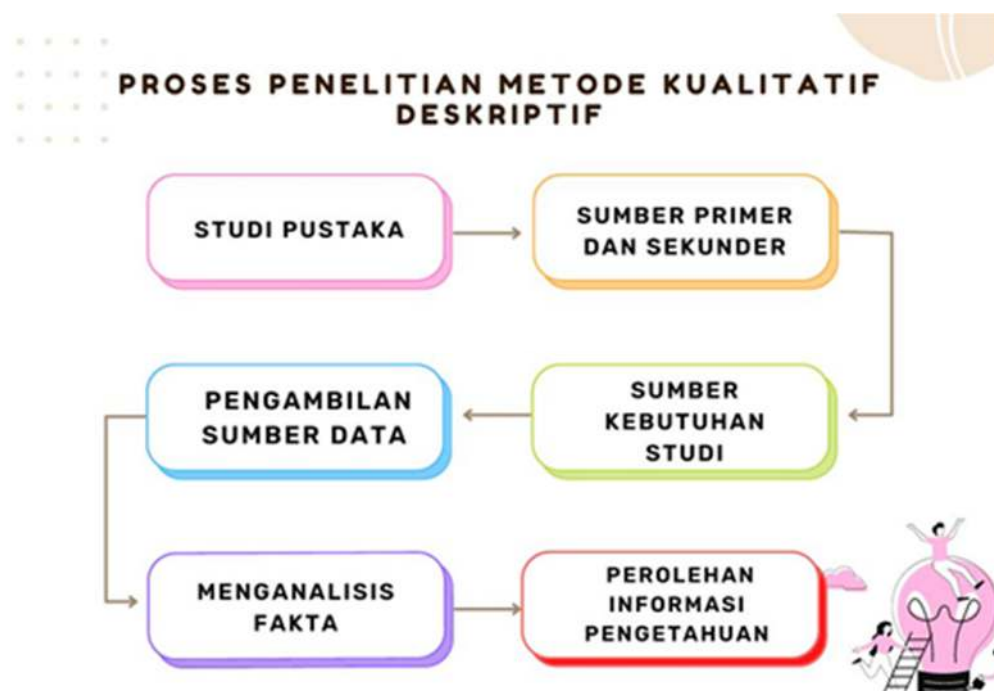 PROSES PENELITIAN METODE KUALITATIF
DESKRIPTIF
STUDI PUSTAKA
SUMBER PRIMER
DAN SEKUNDER
SUMBER
KEBUTUHAN
STUDI
PENGAMBILAN
SUMBER DATA
MENGANALISIS
FAKTA
PEROLEHAN
INFORMASI
PENGETAHUAN